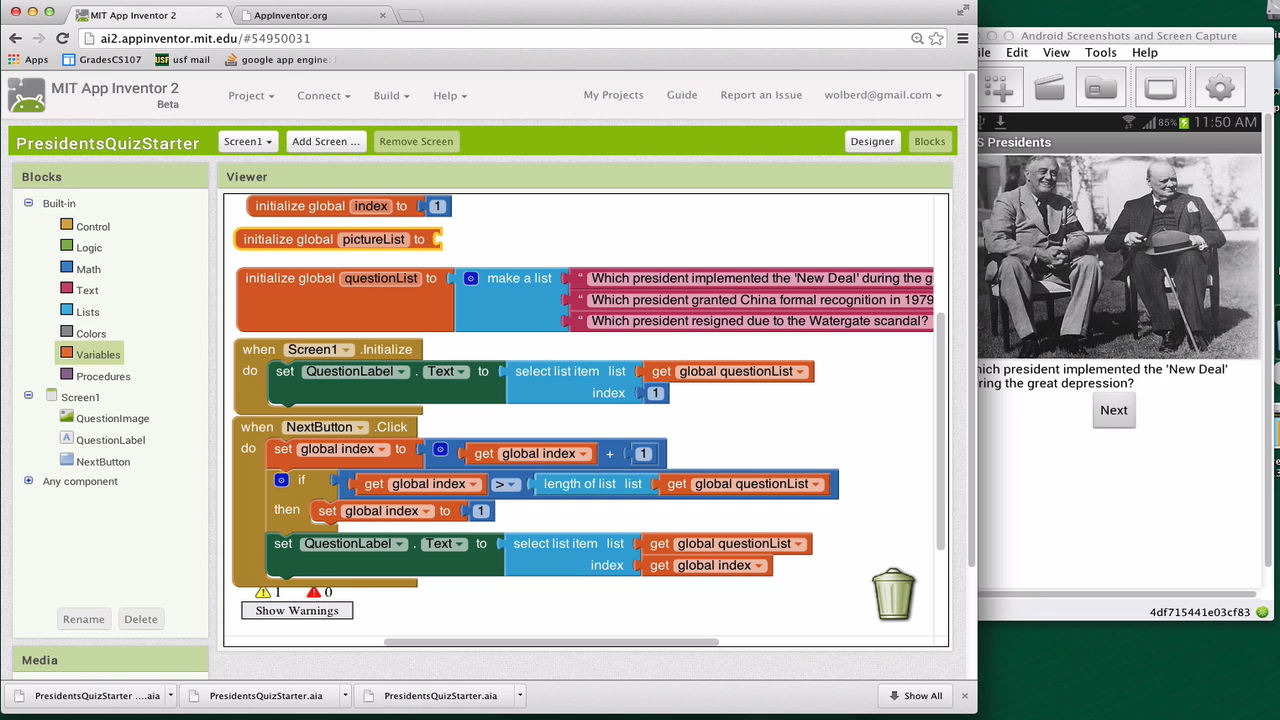 MIT App Inventor 2
AppInventor.org
ai2.appinventor.mit.edu/#54950031
Apps
GradesCS107
USF usf mail
google app engine:
MIT App Inventor 2
Beta
Project
Connect
Build
Help
My Projects
Guide
Report an Issue
wolberd@gmail.com
PresidentsQuizStarter
Screen1
Add Screen ...
Remove Screen
Designer
Blocks
Blocks
Built-in
Control
Logic
Math
Text
Lists
Colors
Variables
Procedures
Screen1
QuestionImage
QuestionLabel
NextButton
Any component
Rename
Delete
Media
Viewer
initialize global index to 1
initialize global pictureList to
initialize global questionList to make a list " Which president implemented the 'New Deal' during the g
" Which president granted China formal recognition in 1979
" Which president resigned due to the Watergate scandal?
when Screen1 .Initialize
do set QuestionLabel . Text to select list item list get global questionList
index 1
when NextButton .Click
do set global index to get global index + 1
if get global index > length of list list get global questionList
then set global index to 1
set QuestionLabel . Text to select list item list get global questionList
index get global index
1 0
Show Warnings
Android Screenshots and Screen Capture
ile Edit View Tools Help
85% 11:50 AM
S Presidents
hich president implemented the 'New Deal'
ring the great depression?
Next
4df715441e03cf83
PresidentsQuizStarter ....aia
PresidentsQuizStarter.aia
PresidentsQuizStarter.aia
Show All